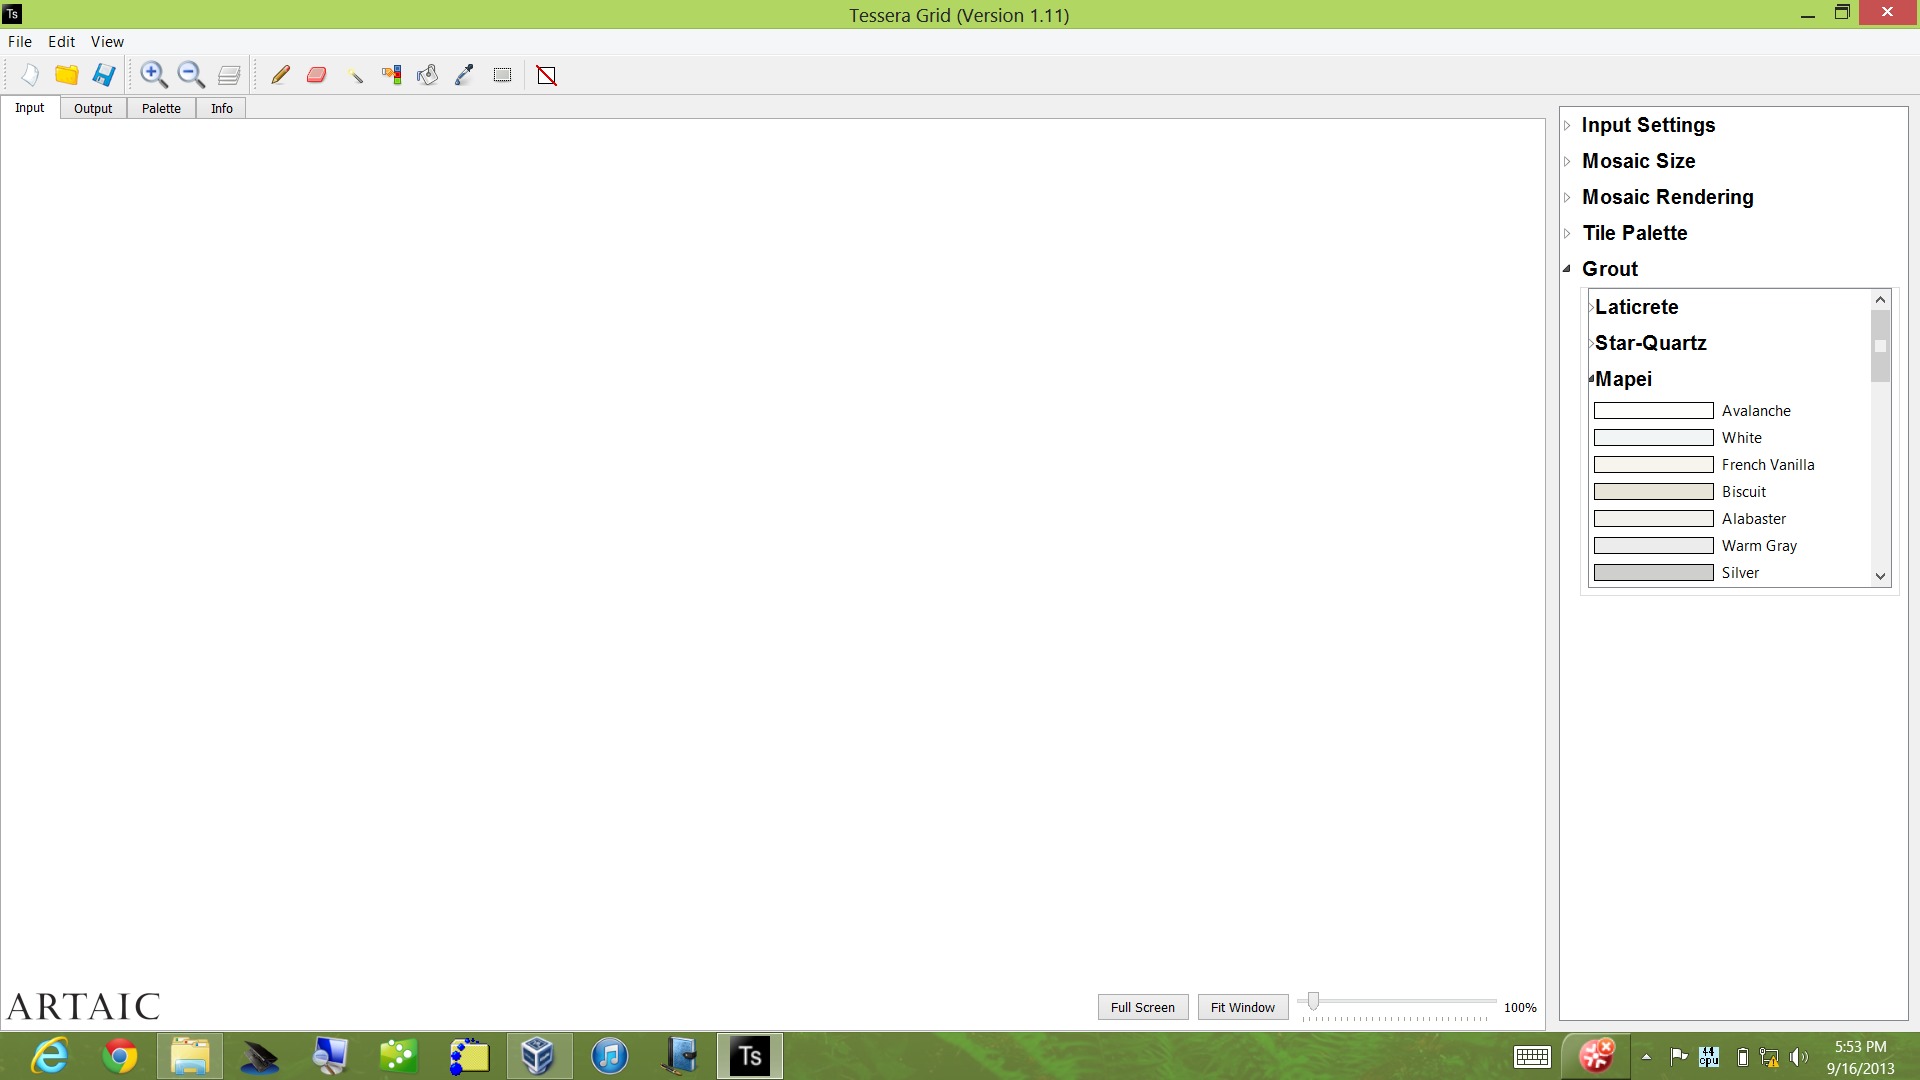 Ts
Tessera Grid (Version 1.11)
File Edit View
Input Output Palette Info
Input Settings
Mosaic Size
Mosaic Rendering
Tile Palette
Grout
Laticrete
Star-Quartz
Mapei
Avalanche
White
French Vanilla
Biscuit
Alabaster
Warm Gray
Silver
ARTAIC
Full Screen Fit Window 100%
Ts
44
cpu
5:53 PM
9/16/2013